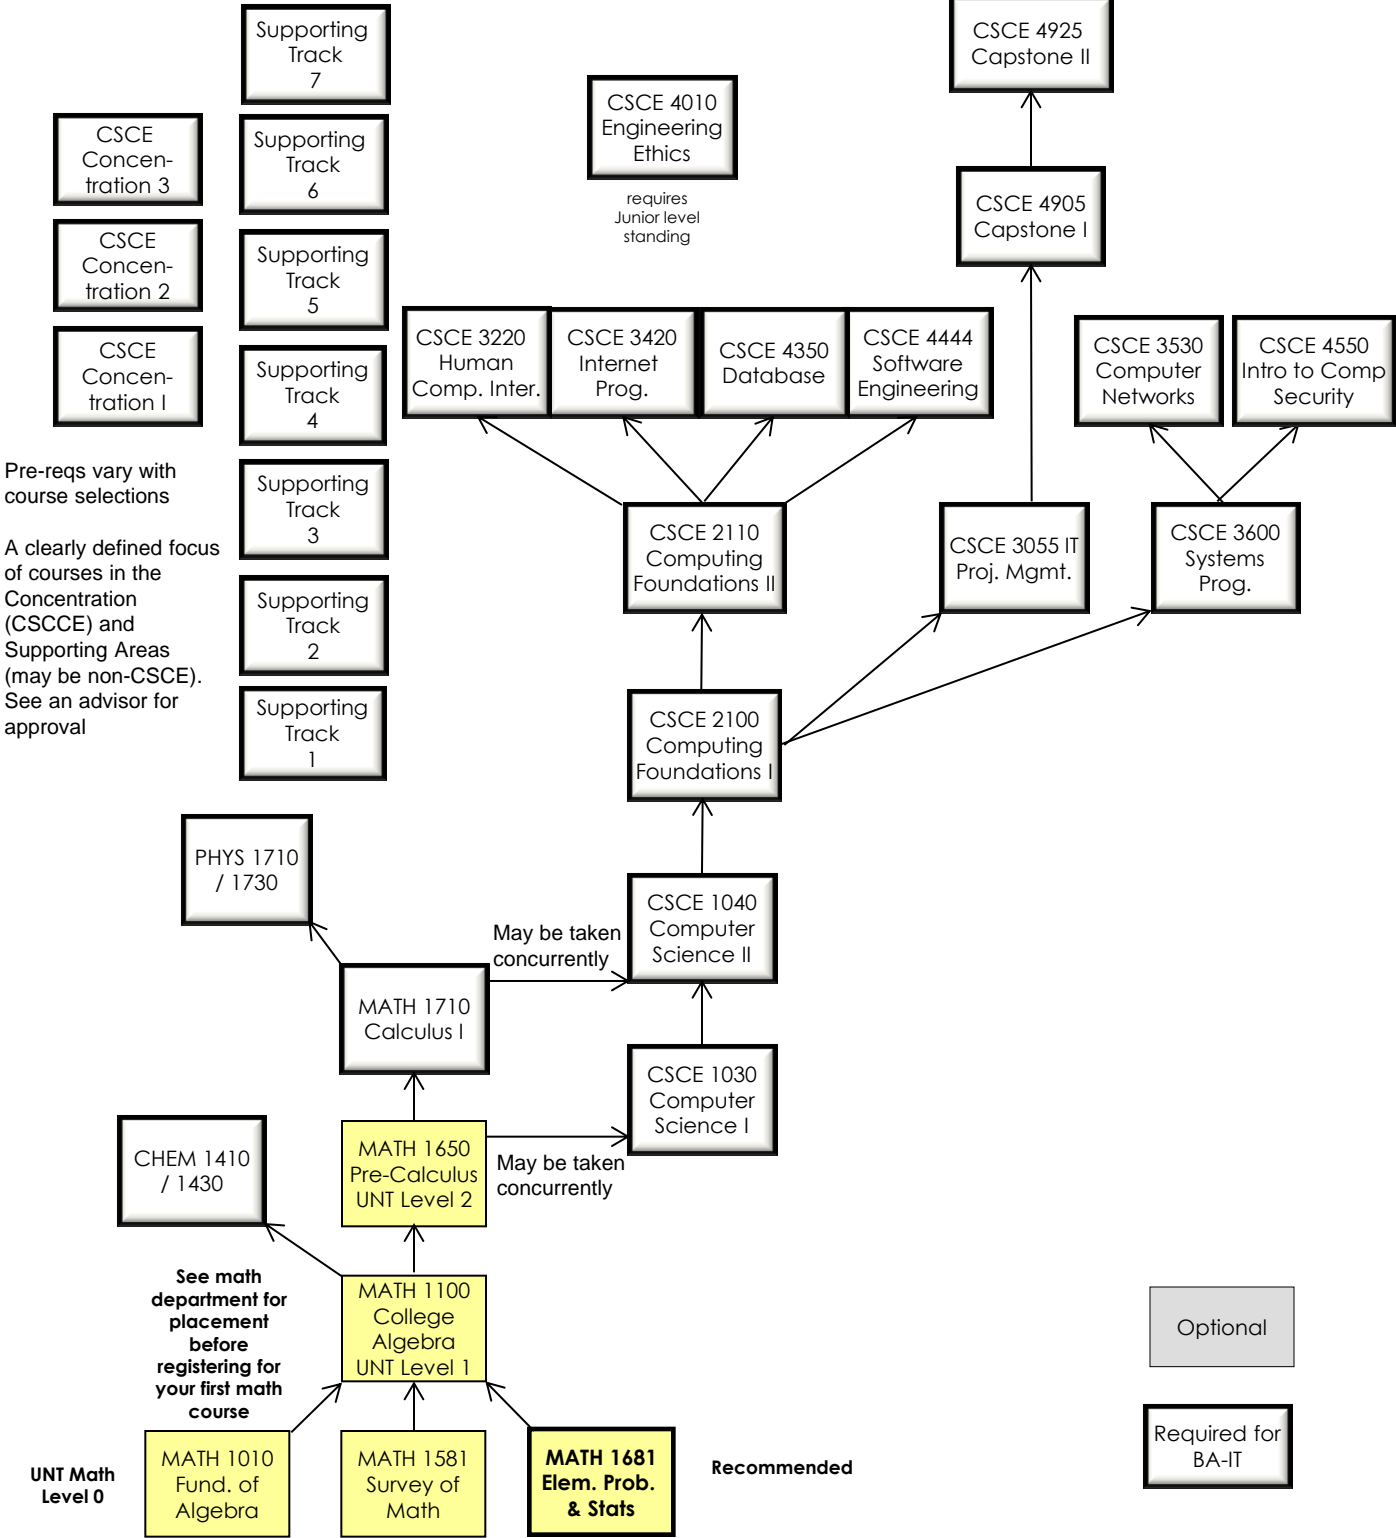 Supporting
Track
7
CSCE 4925
Capstone II
CSCE 4010
Engineering
Ethics
requires
Junior level
standing
CSCE
Concen-
tration 3
Supporting
Track
6
CSCE 4905
Capstone I
CSCE
Concen-
tration 2
Supporting
Track
5
CSCE
Concen-
tration I
Supporting
Track
4
CSCE 3220
Human
Comp. Inter.
CSCE 3420
Internet
Prog.
CSCE 4350
Database
CSCE 4444
Software
Engineering
CSCE 3530
Computer
Networks
CSCE 4550
Intro to Comp
Security
Pre-reqs vary with
course selections
A clearly defined focus
of courses in the
Concentration
(CSCCE) and
Supporting Areas
(may be non-CSCE).
See an advisor for
approval
Supporting
Track
3
Supporting
Track
2
Supporting
Track
1
CSCE 2110
Computing
Foundations II
CSCE 3055 IT
Proj. Mgmt.
CSCE 3600
Systems
Prog.
CSCE 2100
Computing
Foundations I
PHYS 1710
/ 1730
May be taken
concurrently
CSCE 1040
Computer
Science II
MATH 1710
Calculus I
CSCE 1030
Computer
Science I
CHEM 1410
/ 1430
MATH 1650
Pre-Calculus
UNT Level 2
May be taken
concurrently
See math
department for
placement
before
registering for
your first math
course
MATH 1100
College
Algebra
UNT Level 1
Optional
UNT Math
Level 0
MATH 1010
Fund. of
Algebra
MATH 1581
Survey of
Math
MATH 1681
Elem. Prob.
& Stats
Recommended
Required for
BA-IT